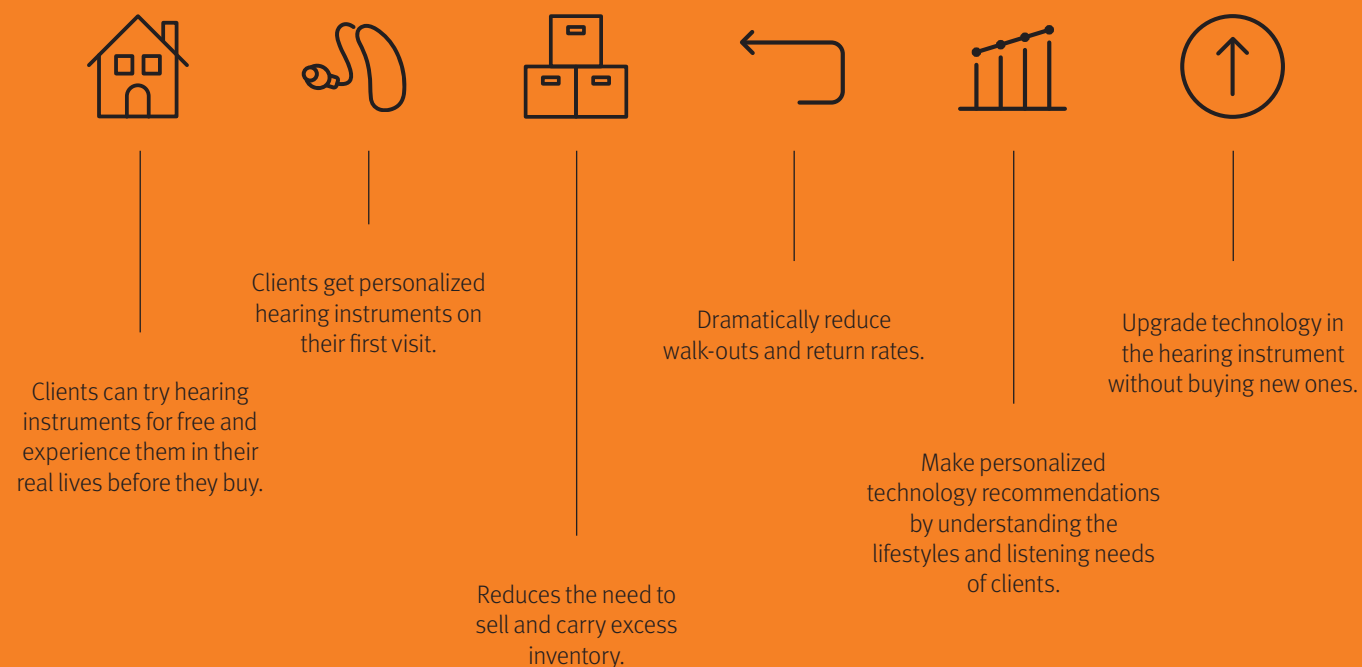 Clients can try hearing
instruments for free and
experience them in their
real lives before they buy.
Clients get personalized
hearing instruments on
their first visit.
Reduces the need to
sell and carry excess
inventory.
Dramatically reduce
walk-outs and return rates.
Make personalized
technology recommendations
by understanding the
lifestyles and listening needs
of clients.
Upgrade technology in
the hearing instrument
without buying new ones.